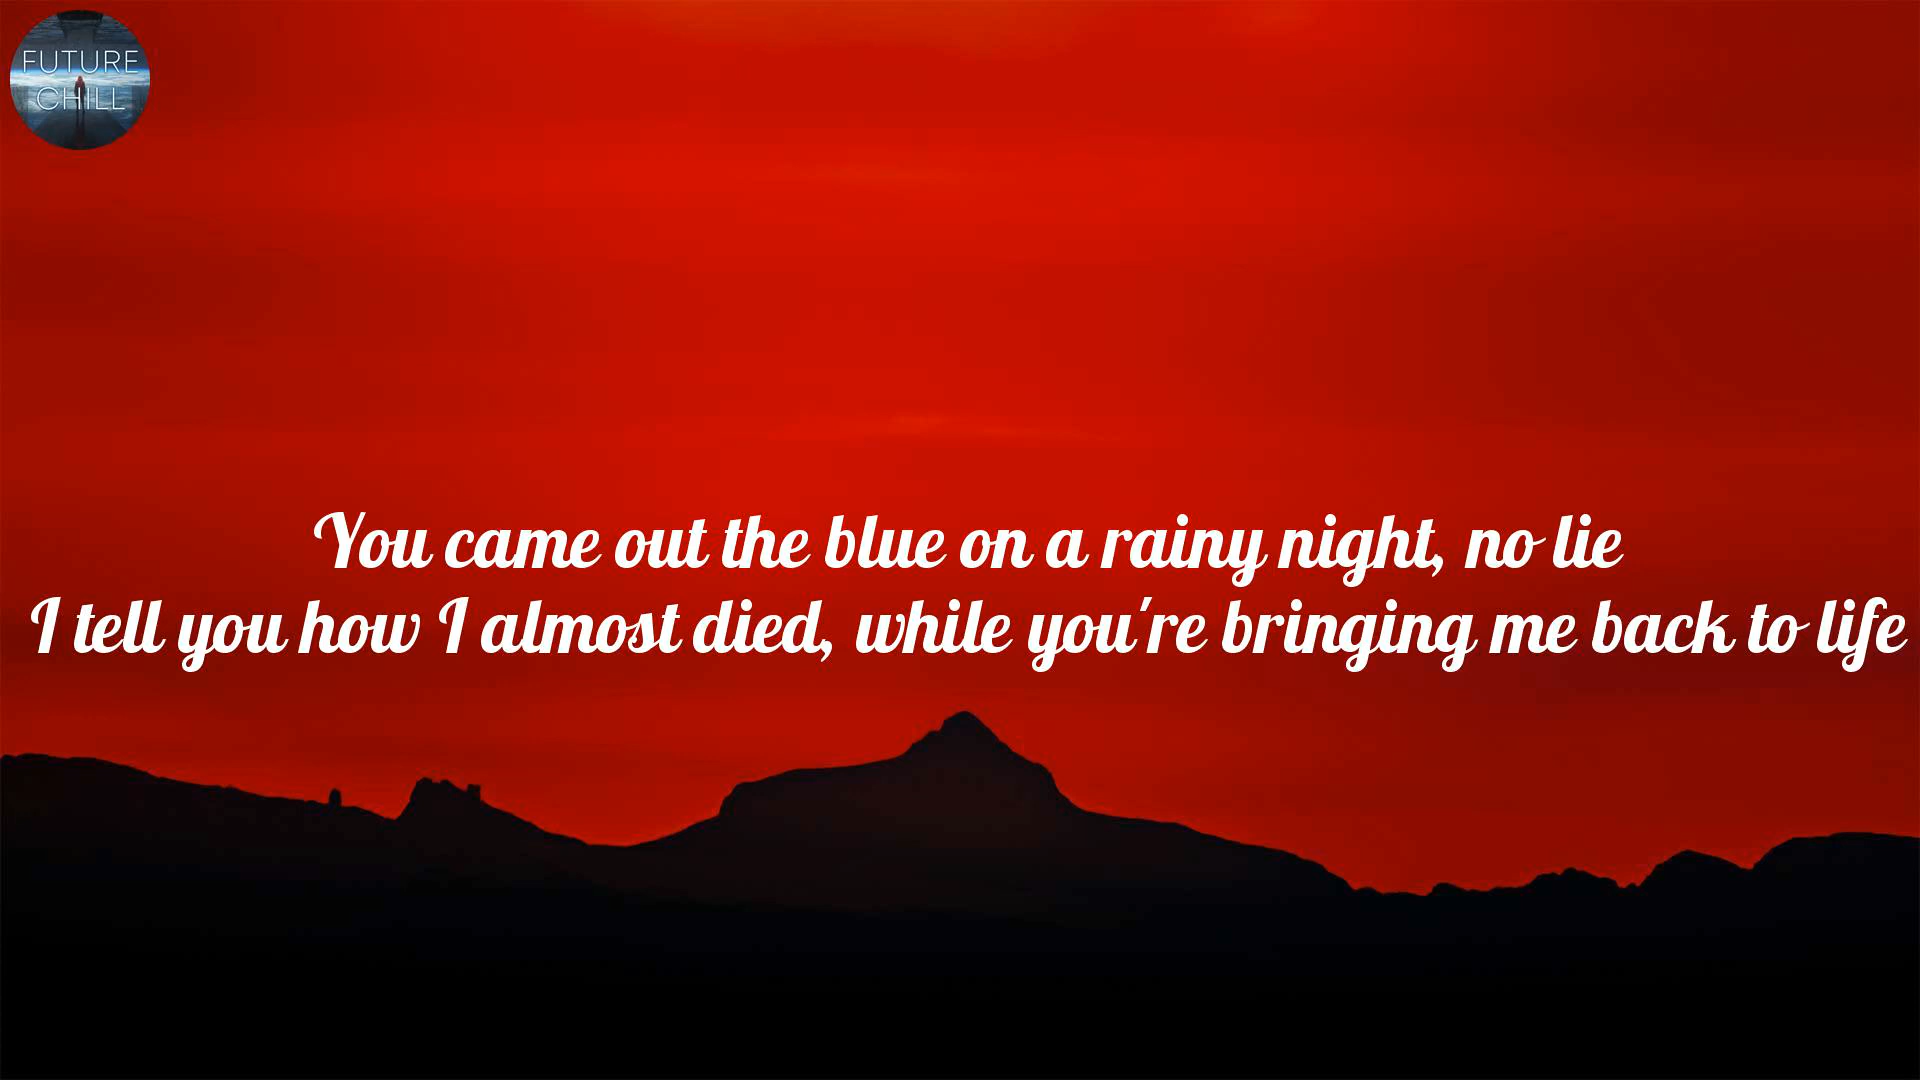 FUTURE
CHILL
You came out the blue on a rainy night, no lie
I tell you how I almost died, while you're bringing me back to life